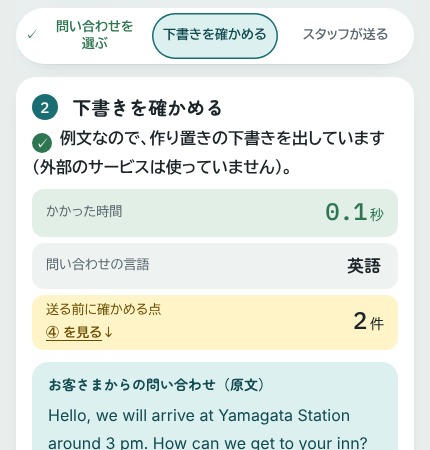 ✓ 問い合わせを
選ぶ
下書きを確かめる
スタッフが送る
2 下書きを確かめる
✓ 例文なので、作り置きの下書きを出しています
（外部のサービスは使っていません）。
かかった時間
0.1秒
問い合わせの言語
英語
送る前に確かめる点
④ を見る↓
2件
お客さまからの問い合わせ（原文）
Hello, we will arrive at Yamagata Station
around 3 pm. How can we get to your inn?